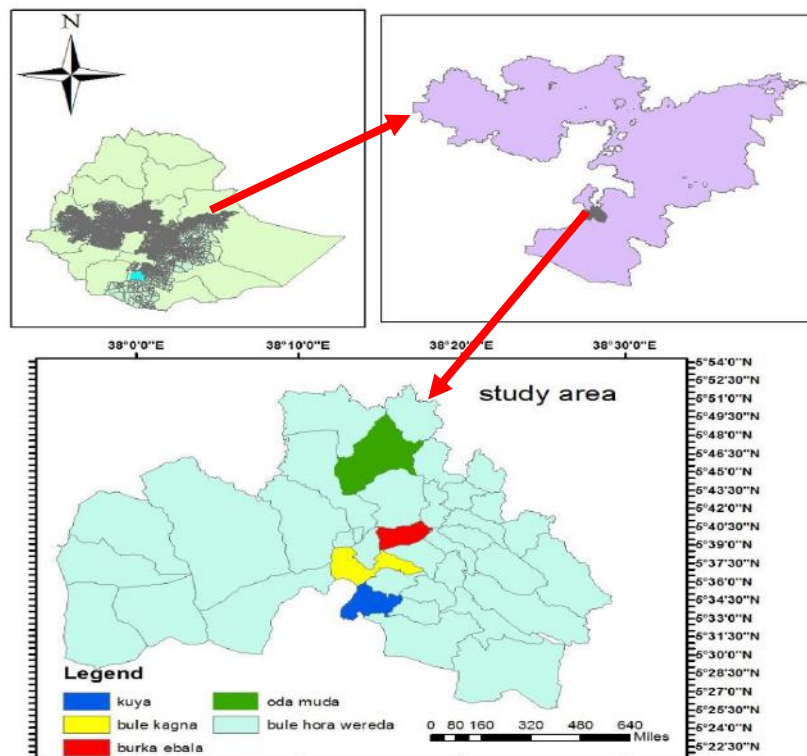 N
38°0'0"E 38°10'0"E 38°20'0"E 38°30'0"E
study area
5°54'0"N
5°52'30"N
5°51'0"N
5°49'30"N
5°48'0"N
5°46'30"N
5°45'0"N
5°43'30"N
5°42'0"N
5°40'30"N
5°39'0"N
5°37'30"N
5°36'0"N
5°34'30"N
5°33'0"N
5°31'30"N
5°30'0"N
5°28'30"N
5°27'0"N
5°25'30"N
5°24'0"N
5°22'30"N
Legend
kuya
bule kagna
burka ebala
oda muda
bule hora wereda
0 80 160 320 480 640
Miles